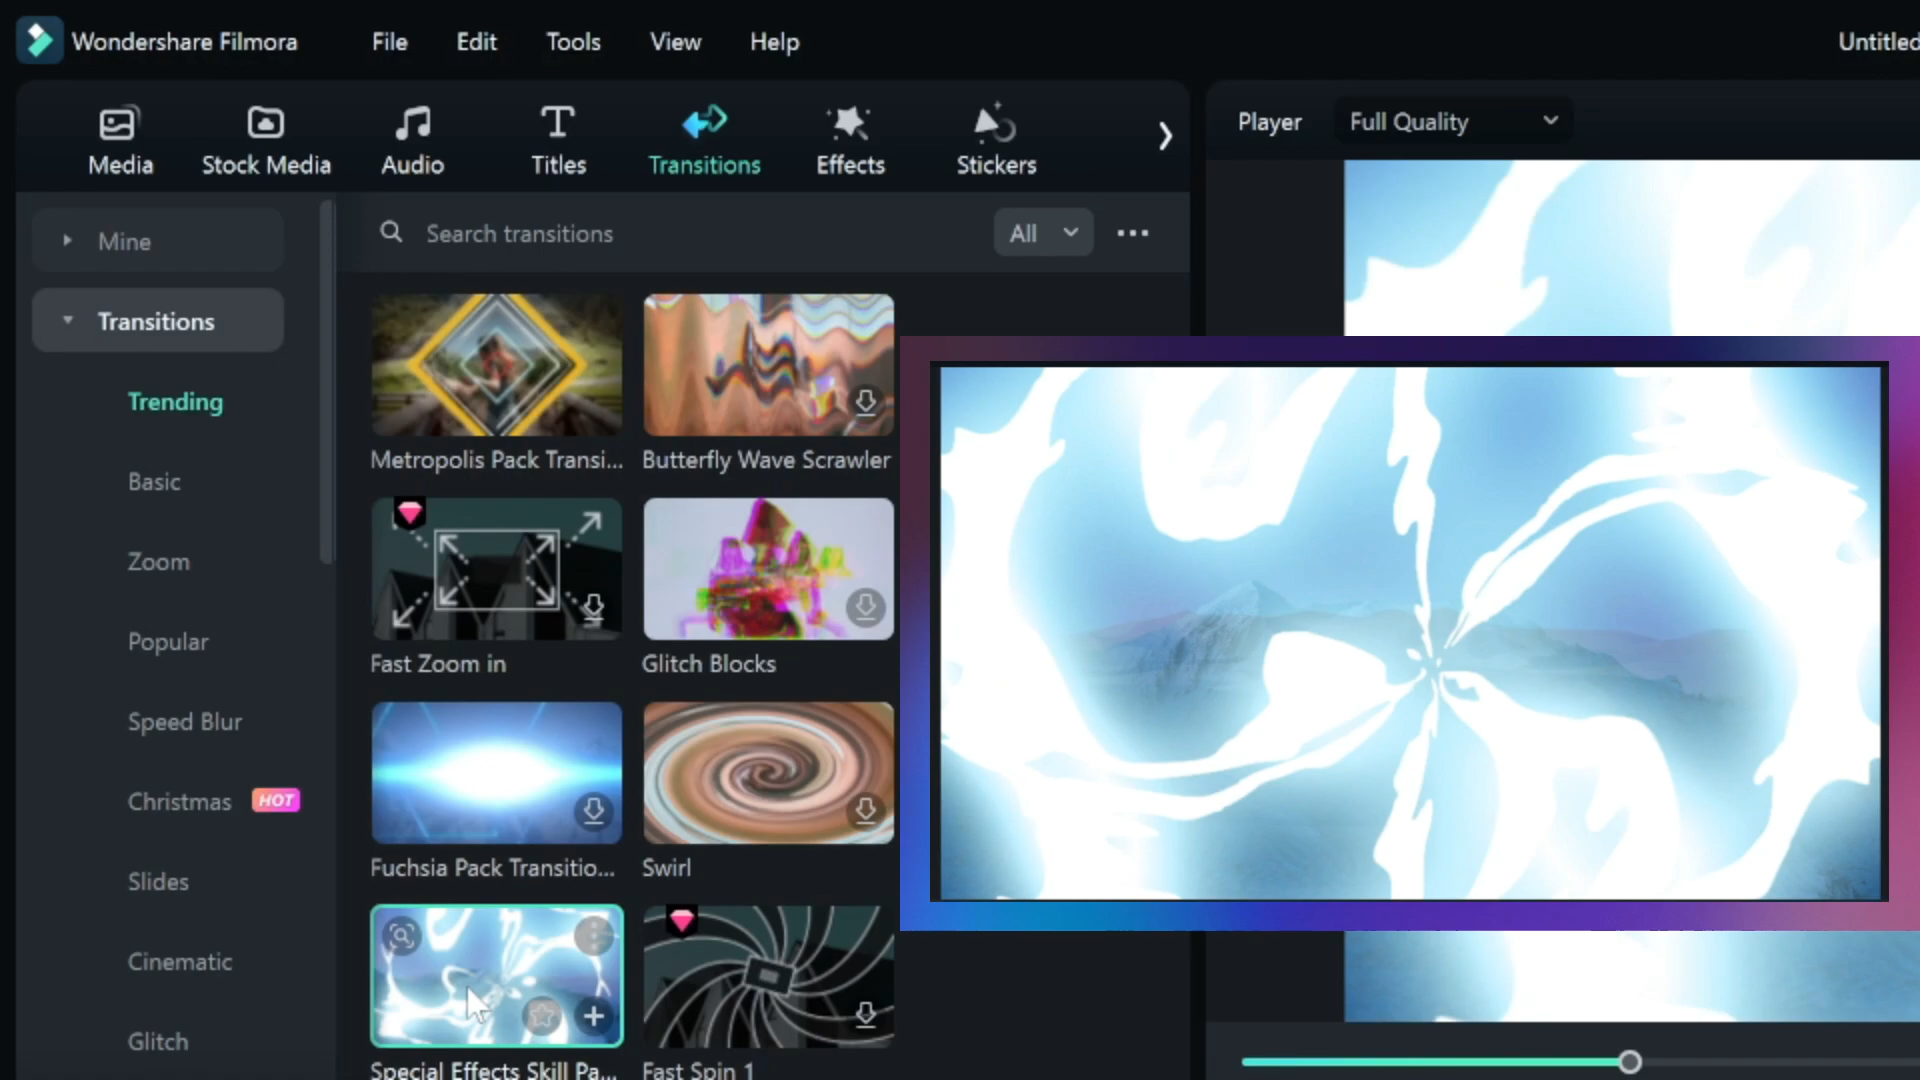 Wondershare Filmora
File
Edit
Tools
View
Help
Untitled
Media
Stock Media
Audio
Titles
Transitions
Effects
Stickers
Player
Full Quality
Mine
Search transitions
All
Transitions
Trending
Basic
Zoom
Popular
Speed Blur
Christmas
HOT
Slides
Cinematic
Glitch
Metropolis Pack Transi...
Butterfly Wave Scrawler
Fast Zoom in
Glitch Blocks
Fuchsia Pack Transitio...
Swirl
Special Effects Skill Pa...
Fast Spin 1